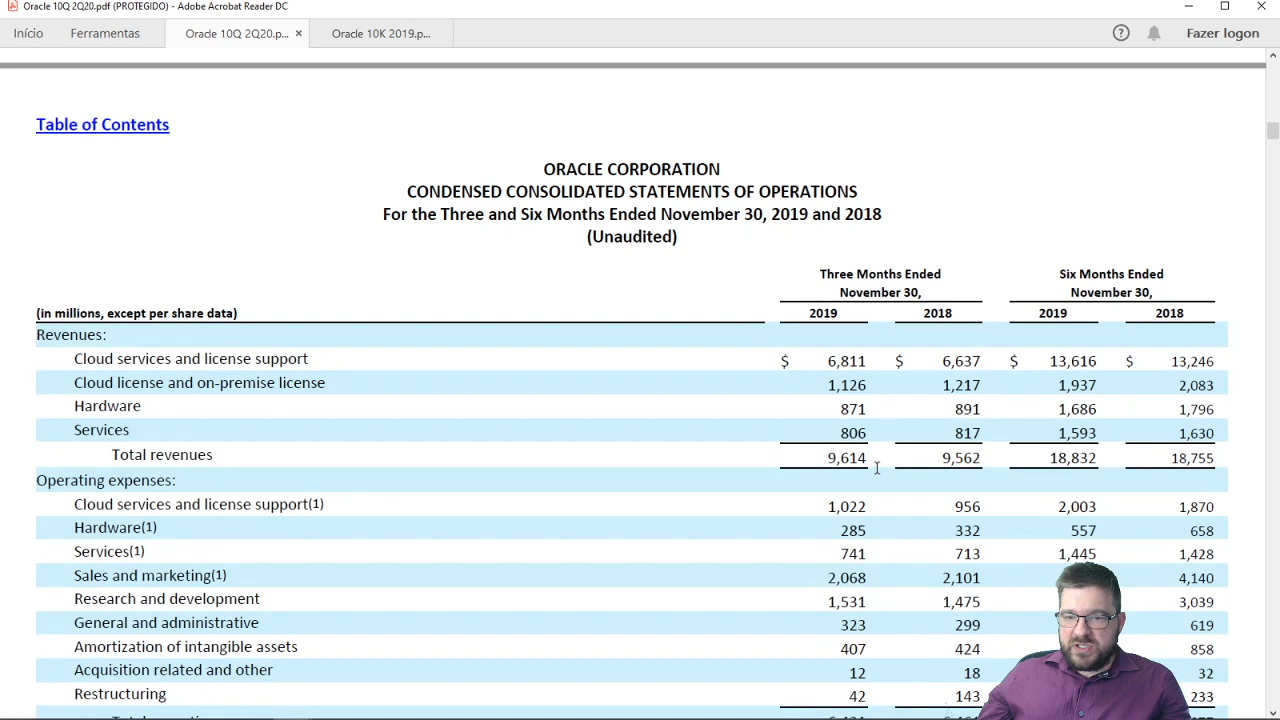 Oracle 10Q 2Q20.pdf (PROTEGIDO) - Adobe Acrobat Reader DC
Início Ferramentas Oracle 10Q 2Q20.p... × Oracle 10K 2019.p... ? Fazer logon
Table of Contents
ORACLE CORPORATION
CONDENSED CONSOLIDATED STATEMENTS OF OPERATIONS
For the Three and Six Months Ended November 30, 2019 and 2018
(Unaudited)
Three Months Ended Six Months Ended
November 30, November 30,
(in millions, except per share data) 2019 2018 2019 2018
Revenues:
Cloud services and license support $ 6,811 $ 6,637 $ 13,616 $ 13,246
Cloud license and on-premise license 1,126 1,217 1,937 2,083
Hardware 871 891 1,686 1,796
Services 806 817 1,593 1,630
Total revenues 9,614 9,562 18,832 18,755
Operating expenses:
Cloud services and license support(1) 1,022 956 2,003 1,870
Hardware(1) 285 332 557 658
Services(1) 741 713 1,445 1,428
Sales and marketing(1) 2,068 2,101 4,140
Research and development 1,531 1,475 3,039
General and administrative 323 299 619
Amortization of intangible assets 407 424 858
Acquisition related and other 12 18 32
Restructuring 42 143 233